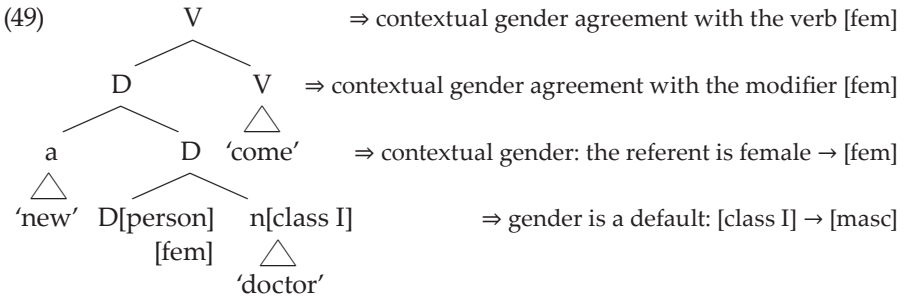 (49) V ⇒ contextual gender agreement with the verb [fem]
D V ⇒ contextual gender agreement with the modifier [fem]
a D ‘come’ ⇒ contextual gender: the referent is female → [fem]
‘new’ D[person] n[class I] ⇒ gender is a default: [class I] → [masc]
[fem]
‘doctor’